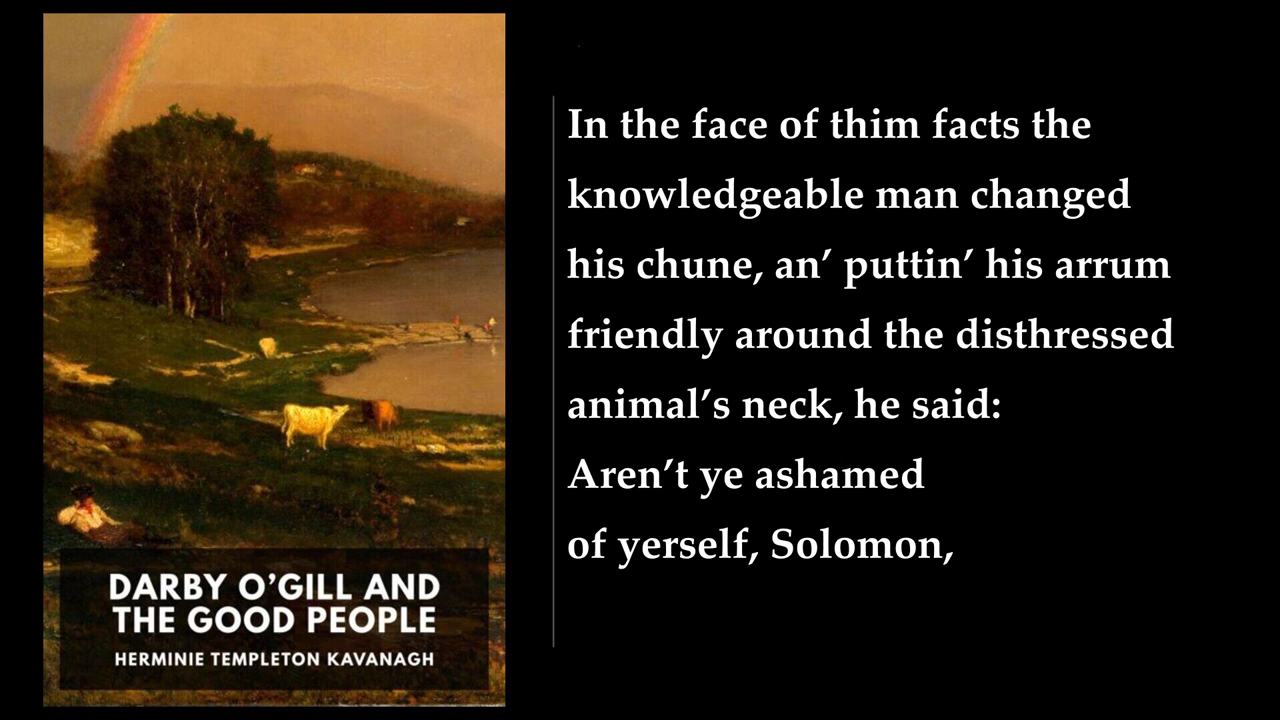 DARBY O’GILL AND
THE GOOD PEOPLE
HERMINIE TEMPLETON KAVANAGH
In the face of thim facts the
knowledgeable man changed
his chune, an’ puttin’ his arrum
friendly around the disthressed
animal’s neck, he said:
Aren’t ye ashamed
of yerself, Solomon,